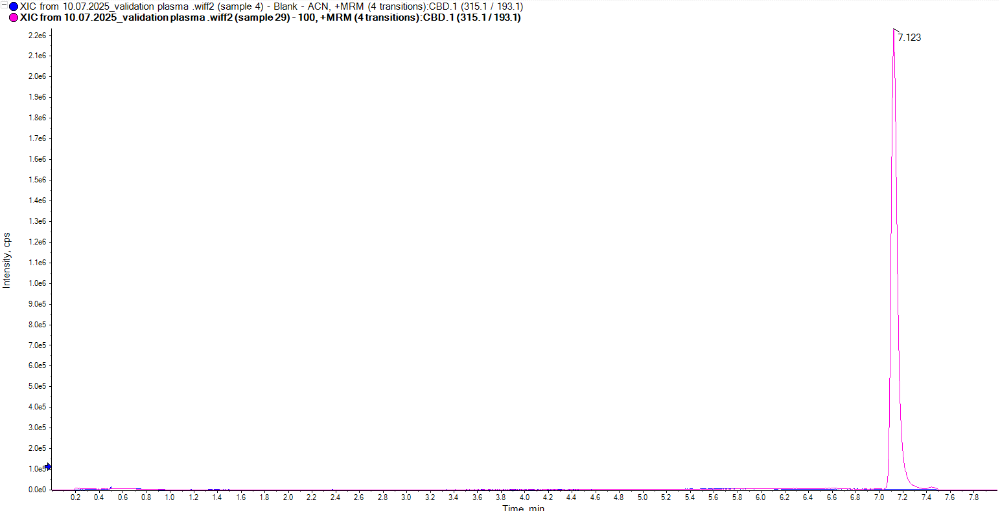 XIC from 10.07.2025_validation plasma .wiff2 (sample 4) - Blank - ACN, +MRM (4 transitions):CBD.1 (315.1 / 193.1)
XIC from 10.07.2025_validation plasma .wiff2 (sample 29) - 100, +MRM (4 transitions):CBD.1 (315.1 / 193.1)
7.123
2.2e6
2.1e6
2.0e6
1.9e6
1.8e6
1.7e6
1.6e6
1.5e6
1.4e6
1.3e6
1.2e6
1.1e6
1.0e6
9.0e5
8.0e5
7.0e5
6.0e5
5.0e5
4.0e5
3.0e5
2.0e5
1.0e5
0.0e0
Intensity, cps
0.2 0.4 0.6 0.8 1.0 1.2 1.4 1.6 1.8 2.0 2.2 2.4 2.6 2.8 3.0 3.2 3.4 3.6 3.8 4.0 4.2 4.4 4.6 4.8 5.0 5.2 5.4 5.6 5.8 6.0 6.2 6.4 6.6 6.8 7.0 7.2 7.4 7.6 7.8
Time, min